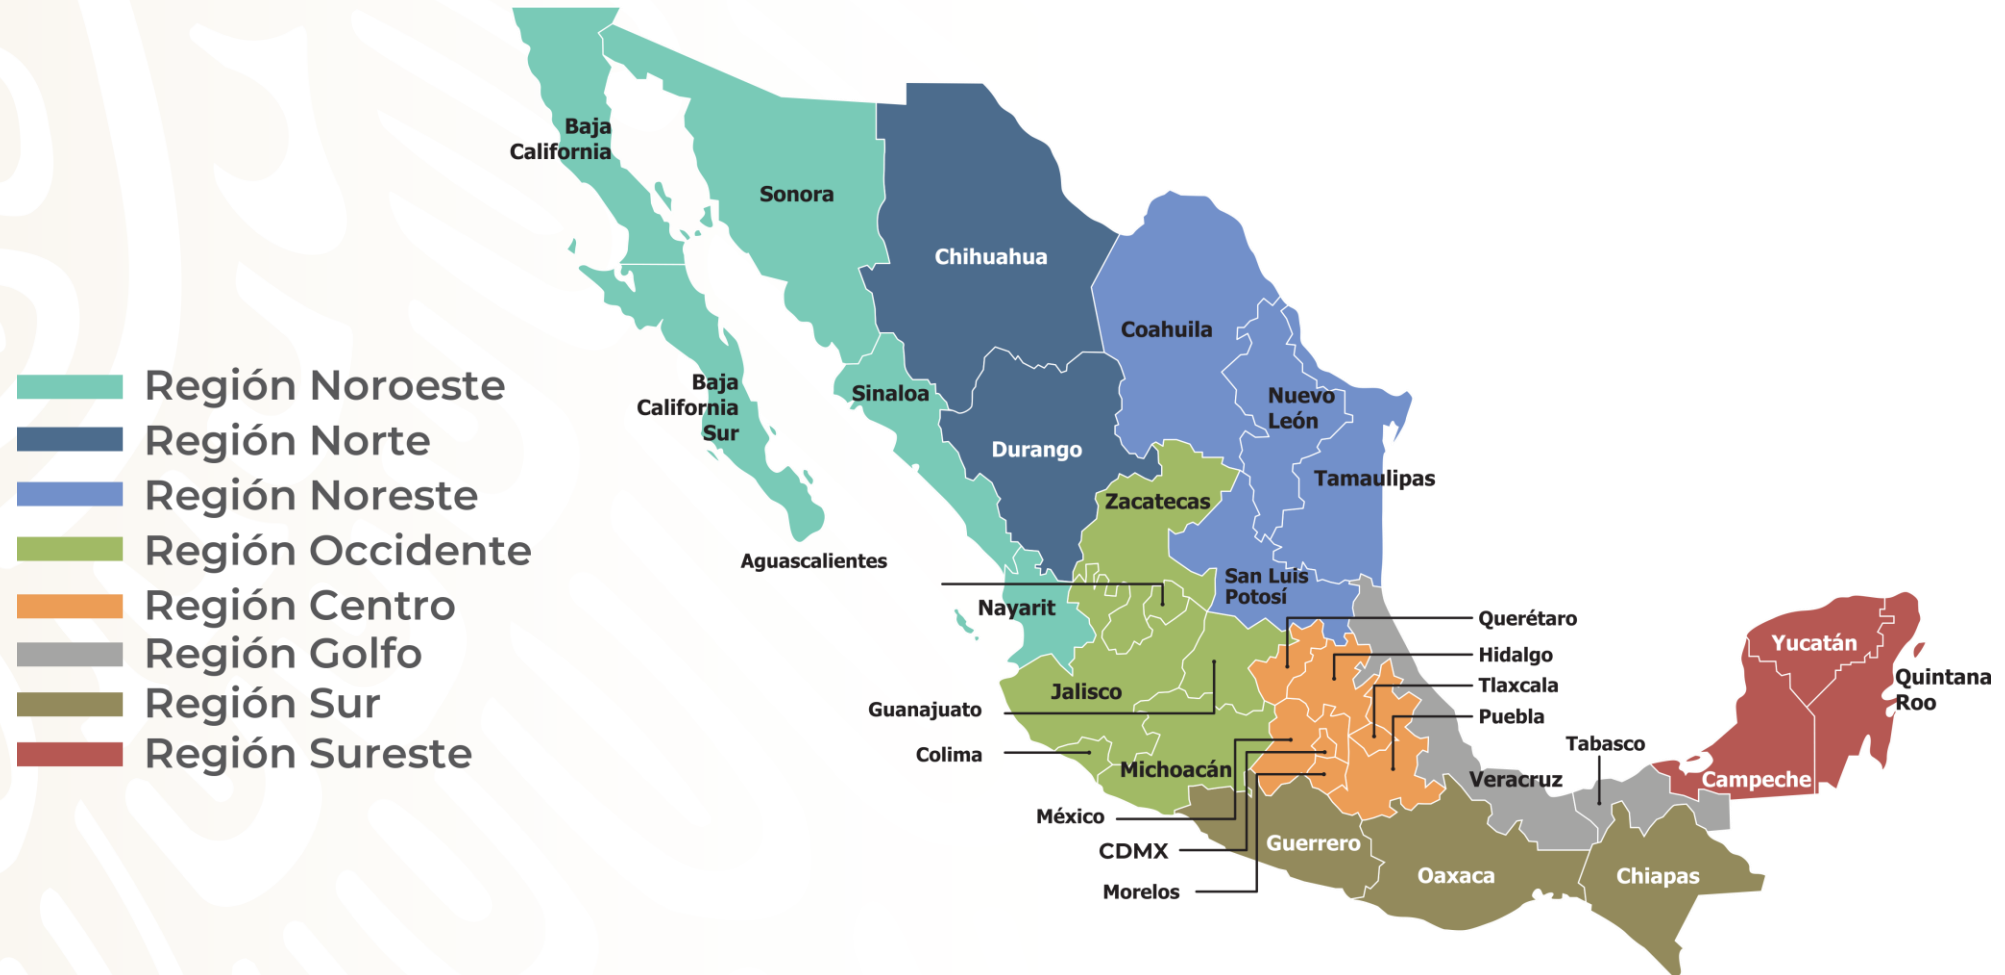 Baja
California
Sonora
Chihuahua
Coahuila
Nuevo
León
Tamaulipas
Baja
California
Sur
Sinaloa
Durango
Zacatecas
Aguascalientes
San Luis
Potosí
Nayarit
Jalisco
Guanajuato
Colima
Michoacán
México
CDMX
Morelos
Querétaro
Hidalgo
Tlaxcala
Puebla
Tabasco
Veracruz
Guerrero
Oaxaca
Chiapas
Yucatán
Quintana
Roo
Campeche
Región Noroeste
Región Norte
Región Noreste
Región Occidente
Región Centro
Región Golfo
Región Sur
Región Sureste